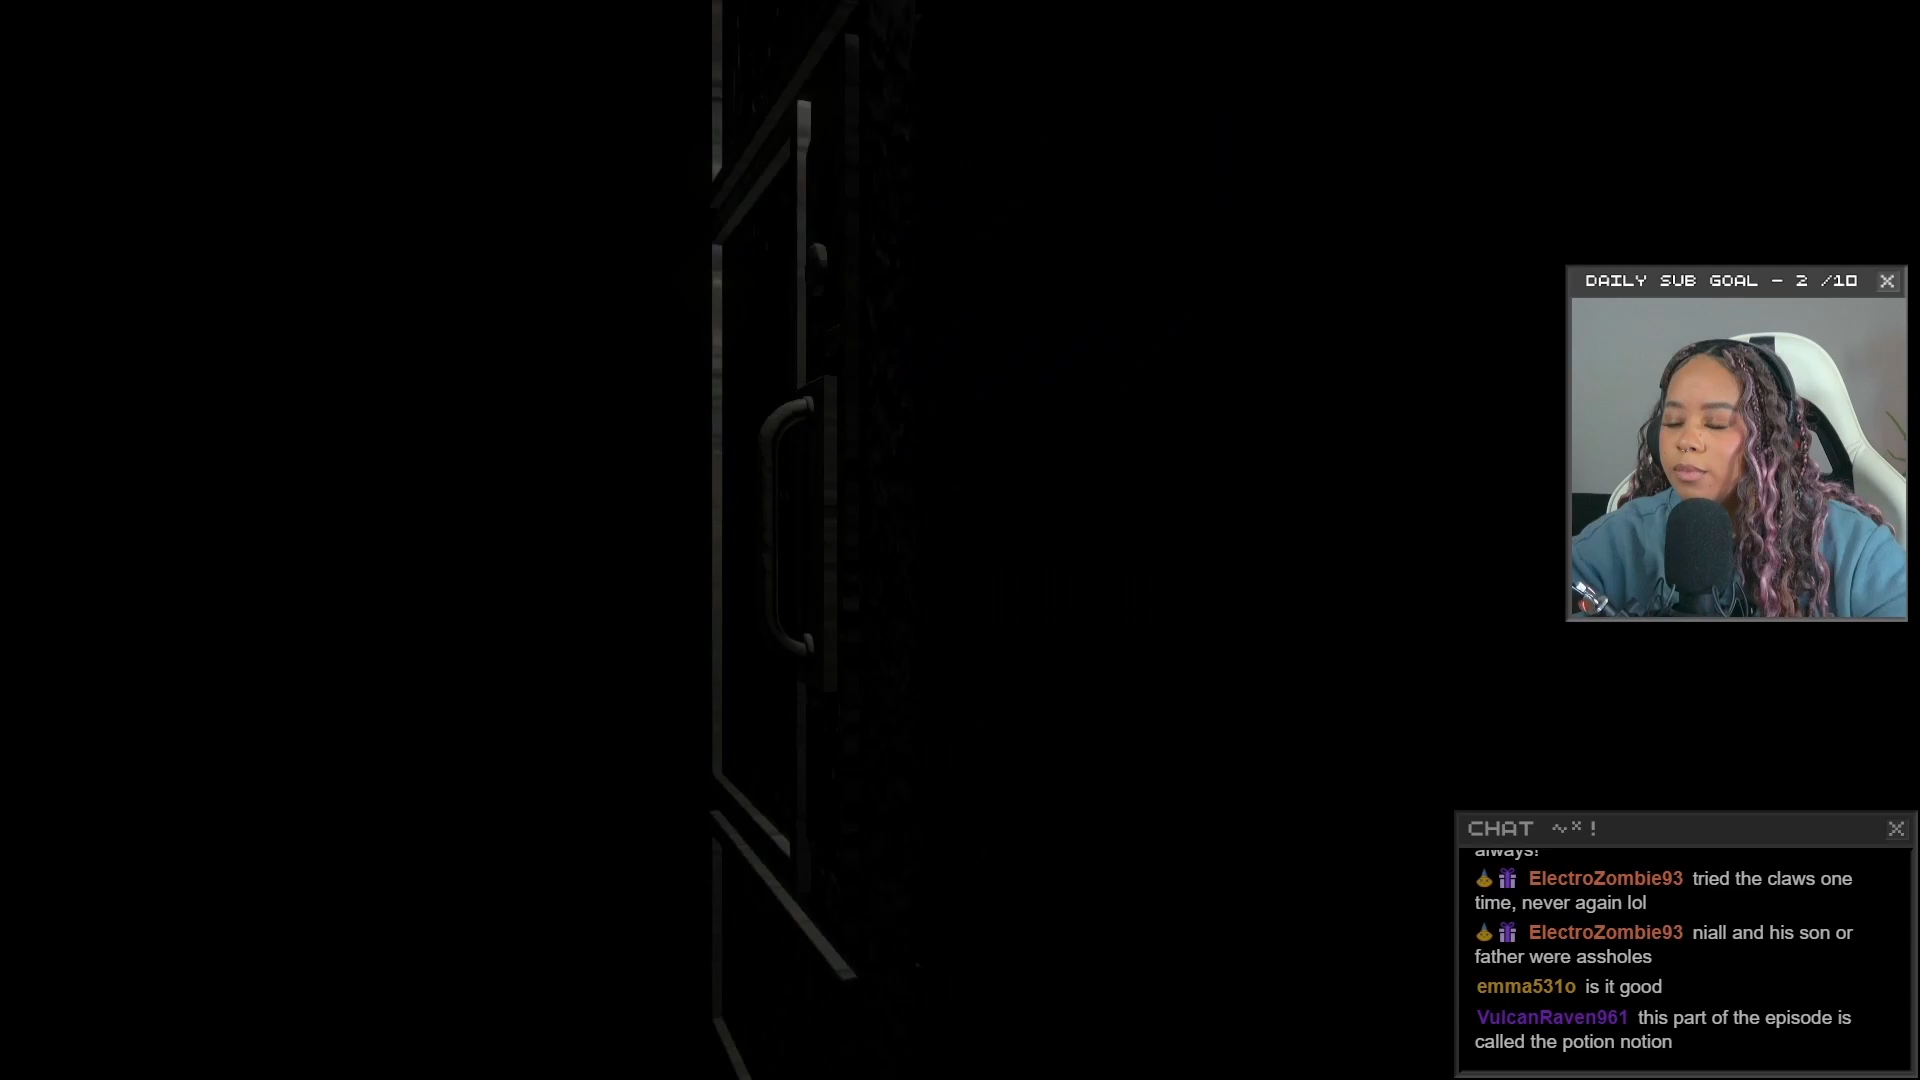 DAILY SUB GOAL - 2 /10
CHAT ~*!
always!
ElectroZombie93 tried the claws one
time, never again lol
ElectroZombie93 niall and his son or
father were assholes
emma531o is it good
VulcanRaven961 this part of the episode is
called the potion notion